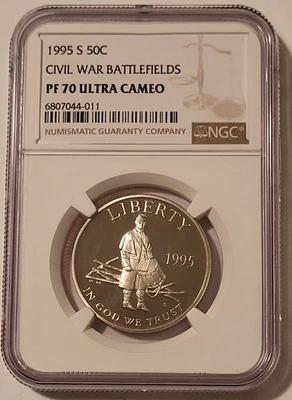 1995 S 50C
CIVIL WAR BATTLEFIELDS
PF 70 ULTRA CAMEO
6807044-011
NUMISMATIC GUARANTY COMPANY
NGC
LIBERTY
1995
IN GOD WE TRUST